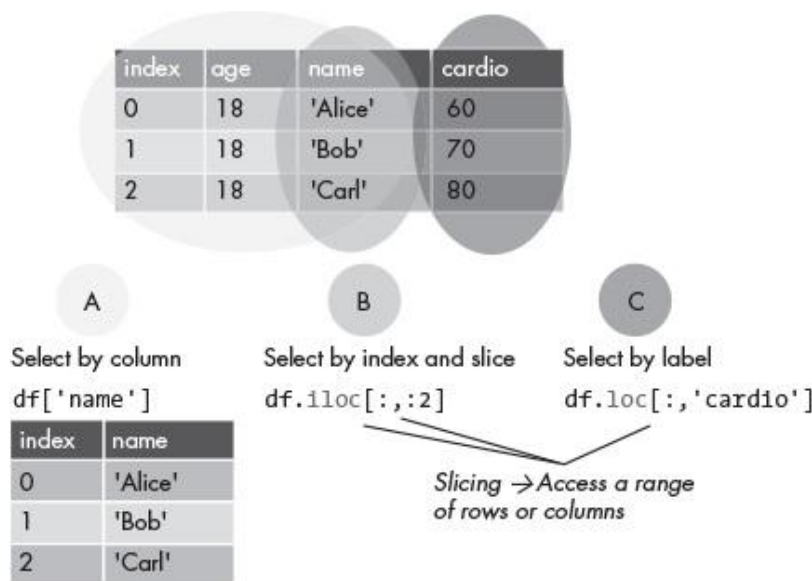 index age name cardio
0 18 'Alice' 60
1 18 'Bob' 70
2 18 'Carl' 80
A
Select by column
df['name']
index name
0 'Alice'
1 'Bob'
2 'Carl'
B
Select by index and slice
df.iloc[:,:2]
C
Select by label
df.loc[:,'cardio']
Slicing → Access a range
of rows or columns